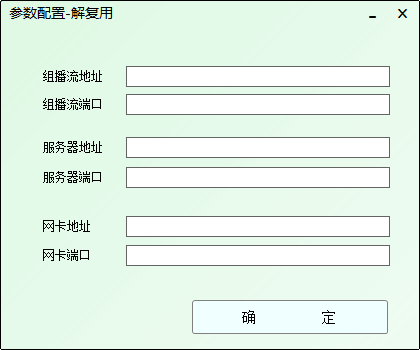 参数配置-解复用
组播流地址
组播流端口
服务器地址
服务器端口
网卡地址
网卡端口
确 定